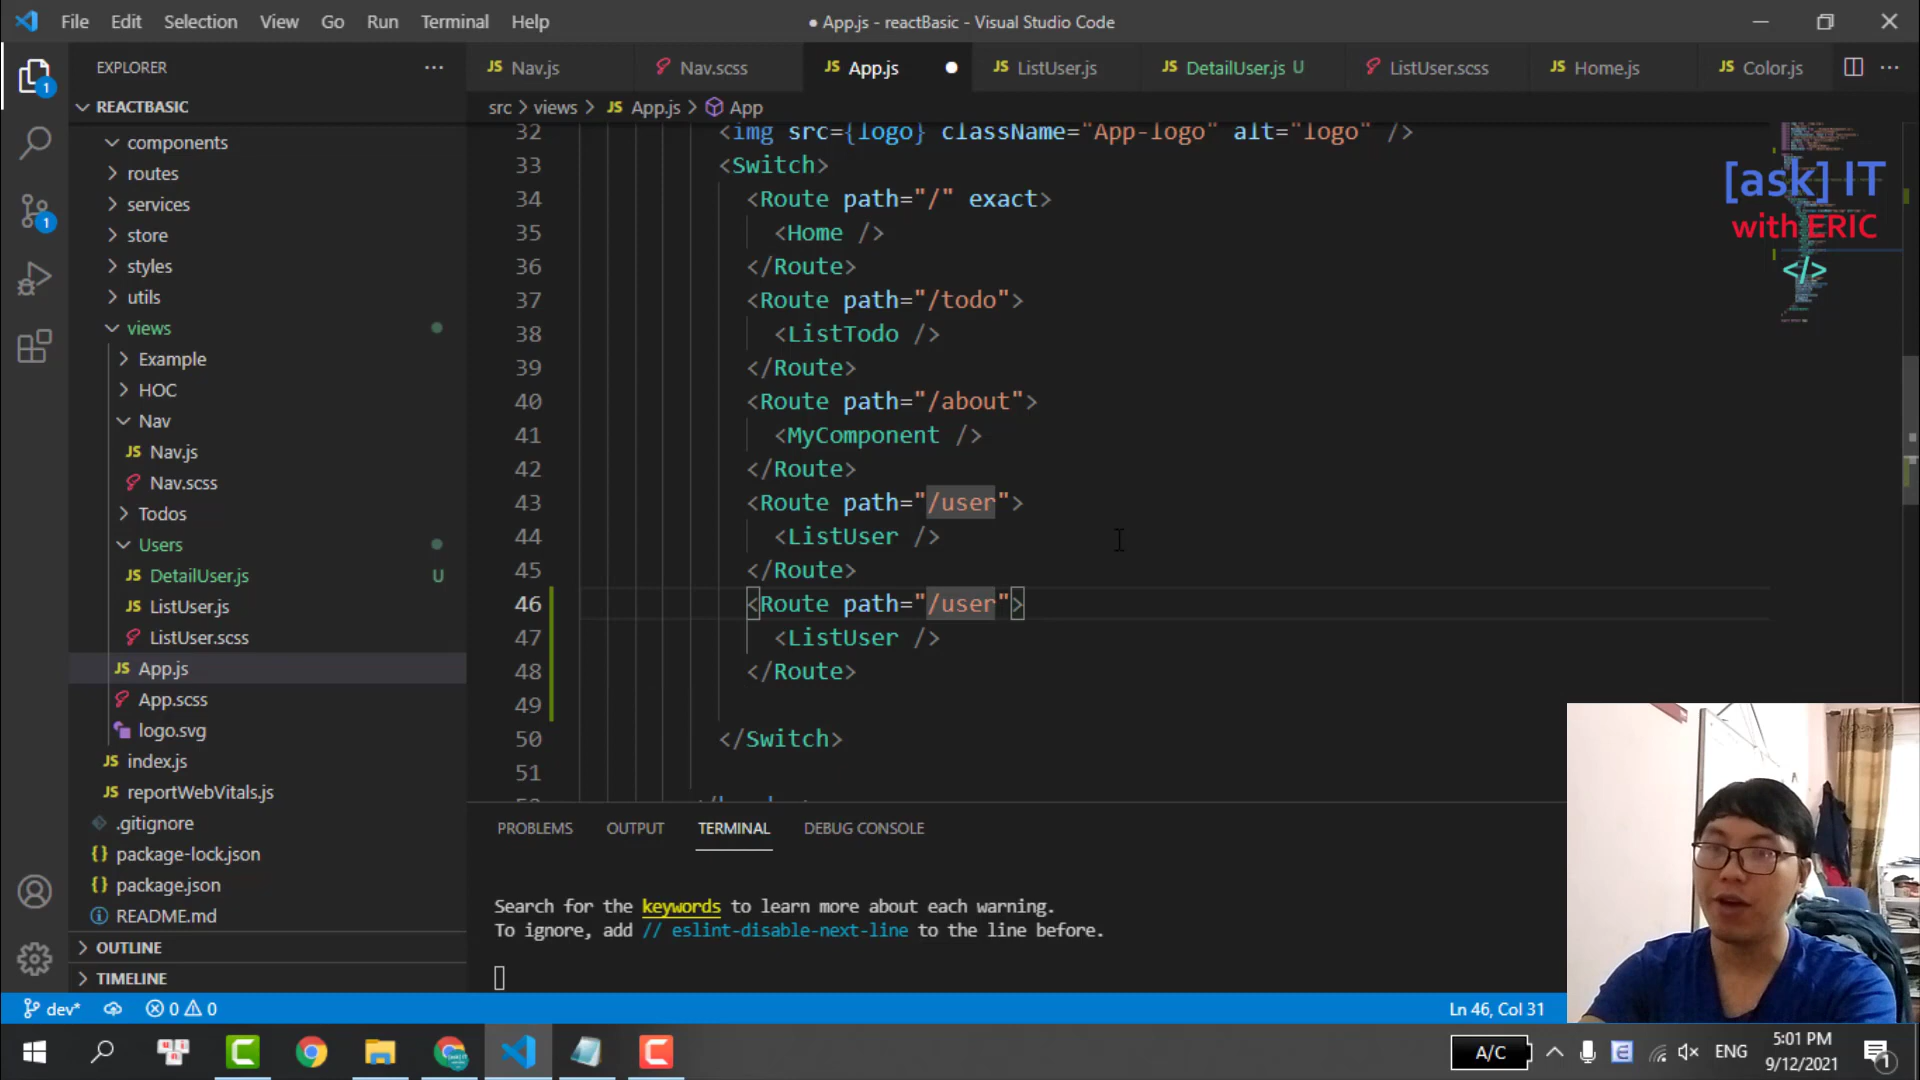 File Edit Selection View Go Run Terminal Help
● App.js - reactBasic - Visual Studio Code
EXPLORER
REACTBASIC
components
routes
services
store
styles
utils
views
Example
HOC
Nav
JS Nav.js
Nav.scss
Todos
Users
JS DetailUser.js U
JS ListUser.js
ListUser.scss
JS App.js
App.scss
logo.svg
JS index.js
JS reportWebVitals.js
.gitignore
{} package-lock.json
{} package.json
README.md
OUTLINE
TIMELINE
JS Nav.js
Nav.scss
JS App.js
JS ListUser.js
JS DetailUser.js U
ListUser.scss
JS Home.js
JS Color.js
src > views > JS App.js > App
32 <img src={logo} className="App-logo" alt="logo" />
33 <Switch>
34 <Route path="/" exact>
35 <Home />
36 </Route>
37 <Route path="/todo">
38 <ListTodo />
39 </Route>
40 <Route path="/about">
41 <MyComponent />
42 </Route>
43 <Route path="/user">
44 <ListUser />
45 </Route>
46 <Route path="/user">
47 <ListUser />
48 </Route>
49
50 </Switch>
51
[ask] IT
with ERIC
</>
PROBLEMS OUTPUT TERMINAL DEBUG CONSOLE
Search for the keywords to learn more about each warning.
To ignore, add // eslint-disable-next-line to the line before.
dev* 0 0
Ln 46, Col 31
A/C
ENG
5:01 PM
9/12/2021
1